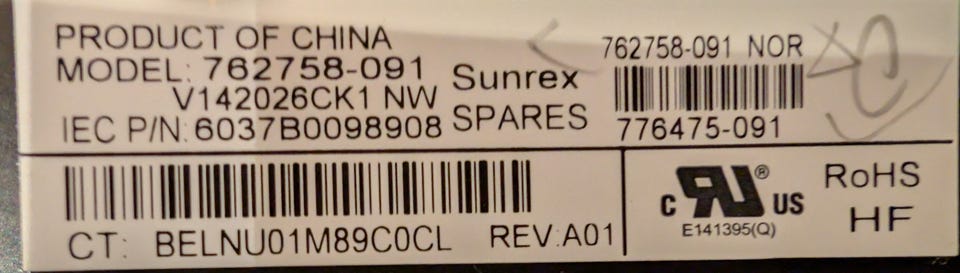 PRODUCT OF CHINA
MODEL: 762758-091
V142026CK1 NW
IEC P/N: 6037B0098908
Sunrex
SPARES
762758-091 NOR
776475-091
CT: BELNU01M89C0CL REV:A01
c RU ® US
E141395(Q)
RoHS
HF